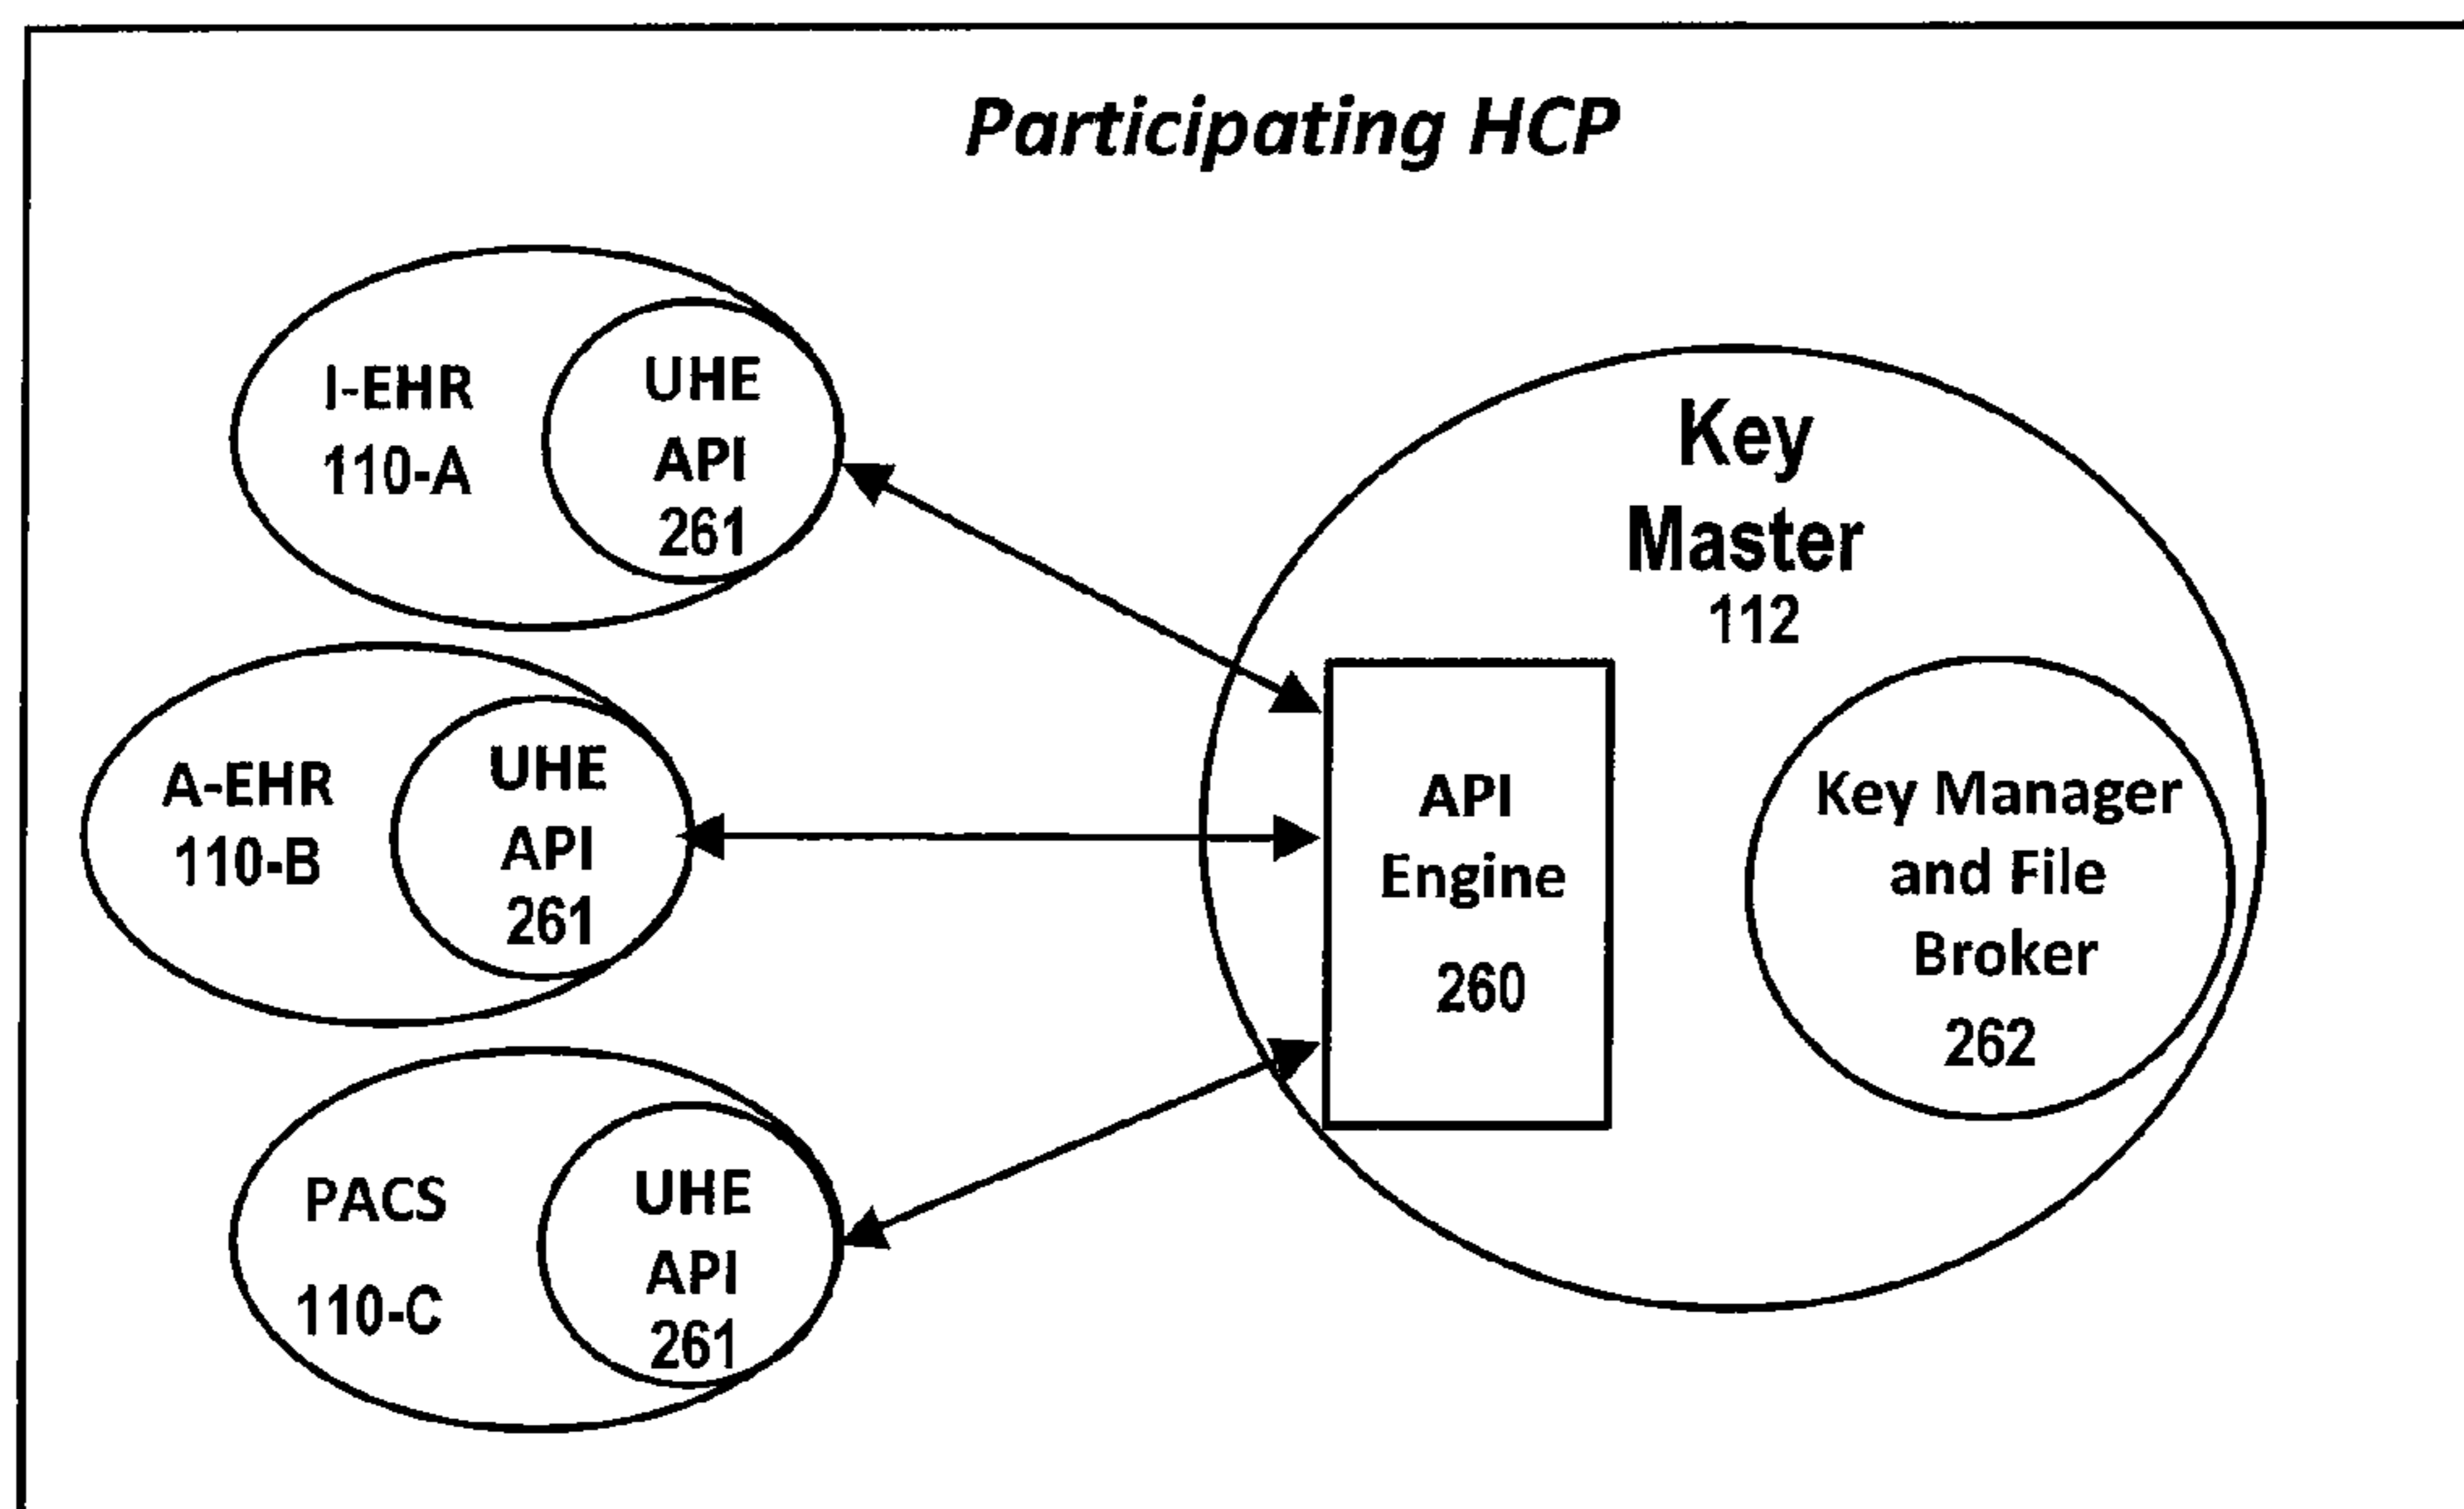 Participating HCP
I-EHR
110-A
UHE
API
261
A-EHR
110-B
UHE
API
261
PACS
110-C
UHE
API
261
Key
Master
112
API
Engine
260
Key Manager
and File
Broker
262